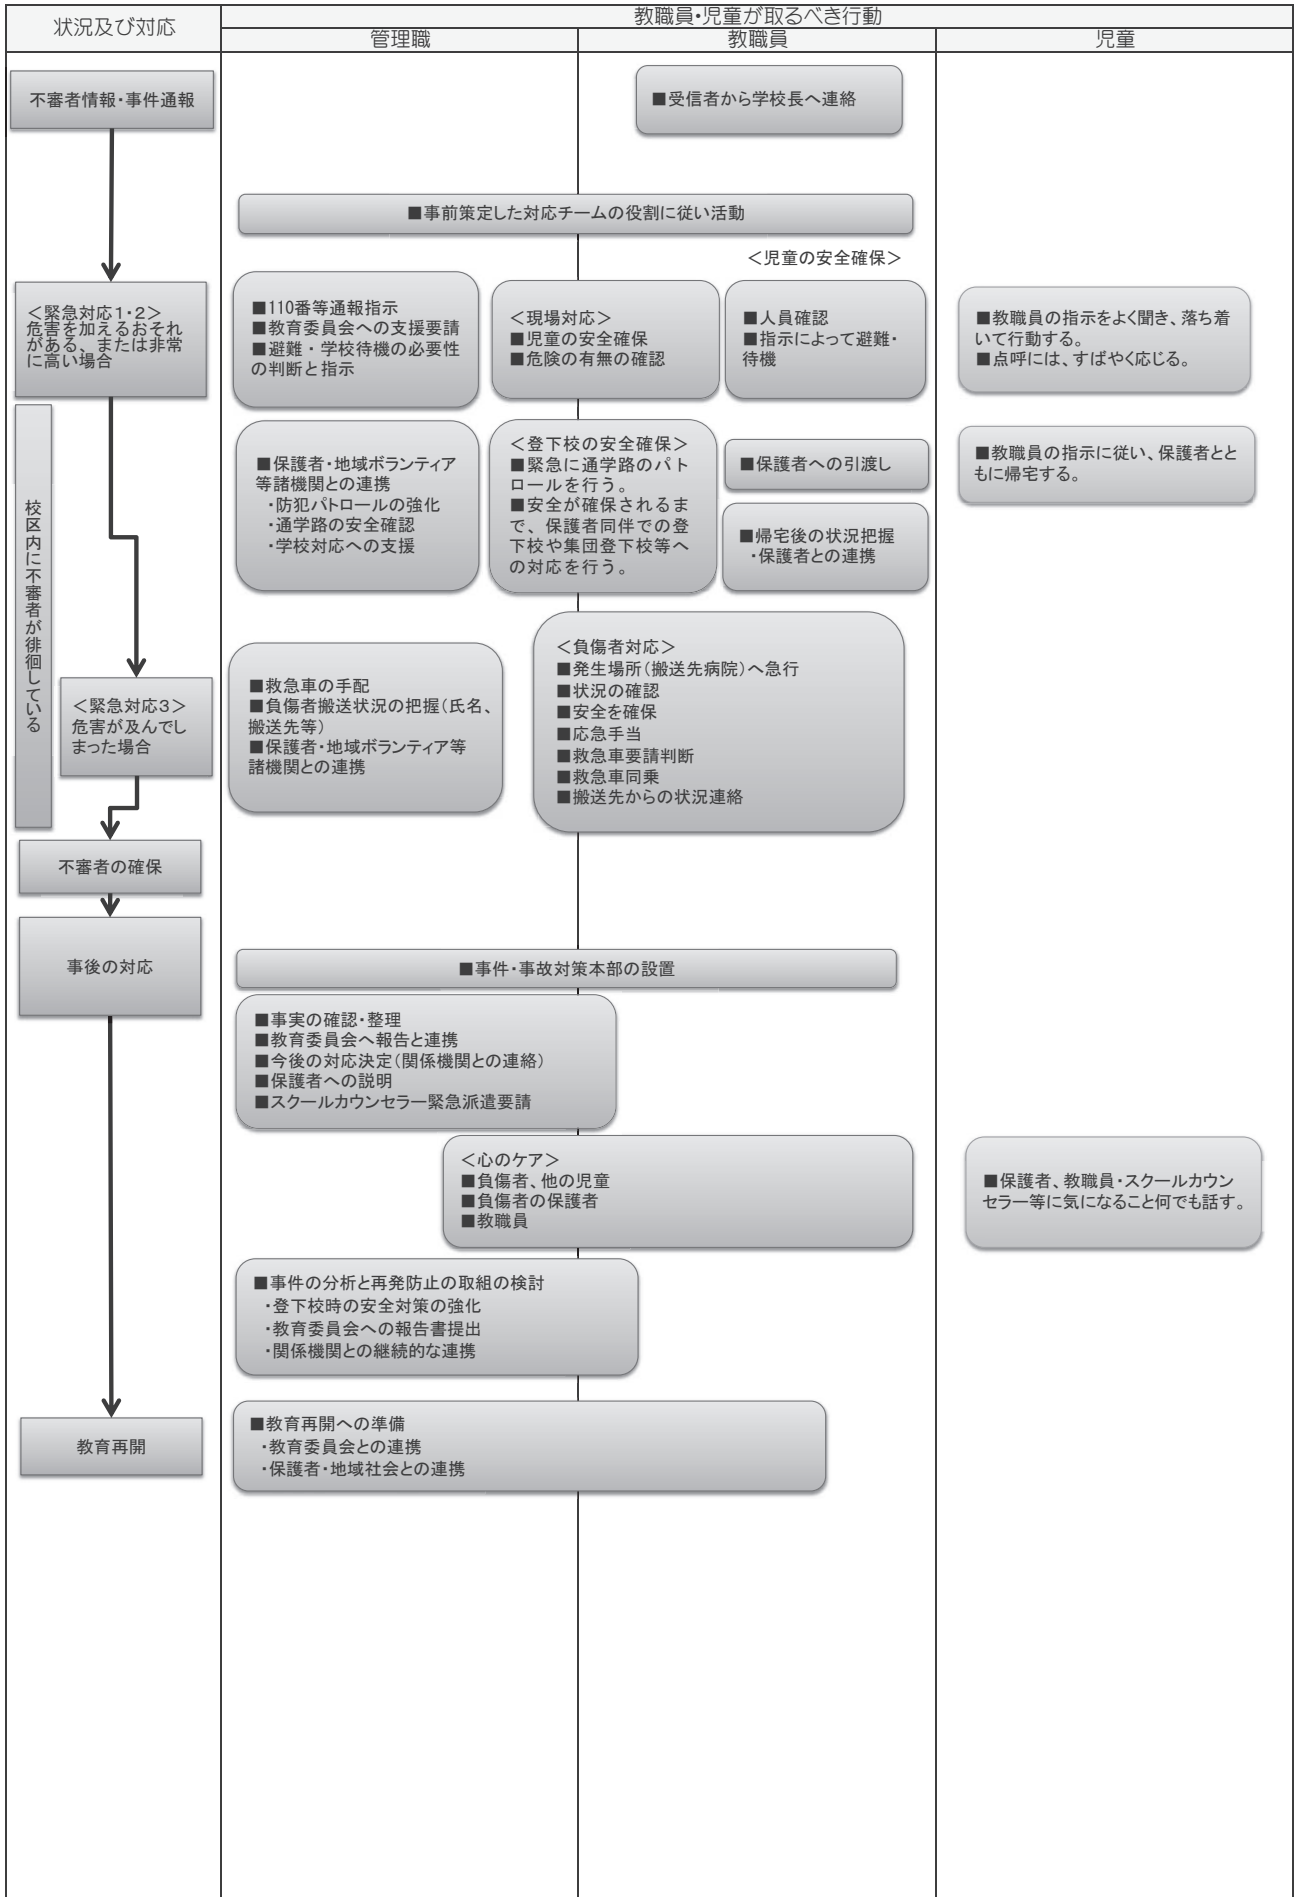 状況及び対応
教職員・児童が取るべき行動
管理職
教職員
児童
不審者情報・事件通報
■受信者から学校長へ連絡
■事前策定した対応チームの役割に従い活動
＜児童の安全確保＞
＜緊急対応１・２＞
危害を加えるおそれ
がある、または非常
に高い場合
■110番等通報指示
■教育委員会への支援要請
■避難・学校待機の必要性
の判断と指示
＜現場対応＞
■児童の安全確保
■危険の有無の確認
■人員確認
■指示によって避難・
待機
■教職員の指示をよく聞き、落ち着
いて行動する。
■点呼には、すばやく応じる。
校区内に不審者が徘徊している
■保護者・地域ボランティア
等諸機関との連携
・防犯パトロールの強化
・通学路の安全確認
・学校対応への支援
＜登下校の安全確保＞
■緊急に通学路のパト
ロールを行う。
■安全が確保されるま
で、保護者同伴での登
下校や集団登下校等へ
の対応を行う。
■保護者への引渡し
■帰宅後の状況把握
・保護者との連携
■教職員の指示に従い、保護者とと
もに帰宅する。
＜緊急対応３＞
危害が及んでし
まった場合
■救急車の手配
■負傷者搬送状況の把握（氏名、
搬送先等）
■保護者・地域ボランティア等
諸機関との連携
＜負傷者対応＞
■発生場所（搬送先病院）へ急行
■状況の確認
■安全を確保
■応急手当
■救急車要請判断
■救急車同乗
■搬送先からの状況連絡
不審者の確保
事後の対応
■事件・事故対策本部の設置
■事実の確認・整理
■教育委員会へ報告と連携
■今後の対応決定（関係機関との連絡）
■保護者への説明
■スクールカウンセラー緊急派遣要請
＜心のケア＞
■負傷者、他の児童
■負傷者の保護者
■教職員
■保護者、教職員・スクールカウン
セラー等に気になること何でも話す。
■事件の分析と再発防止の取組の検討
・登下校時の安全対策の強化
・教育委員会への報告書提出
・関係機関との継続的な連携
教育再開
■教育再開への準備
・教育委員会との連携
・保護者・地域社会との連携